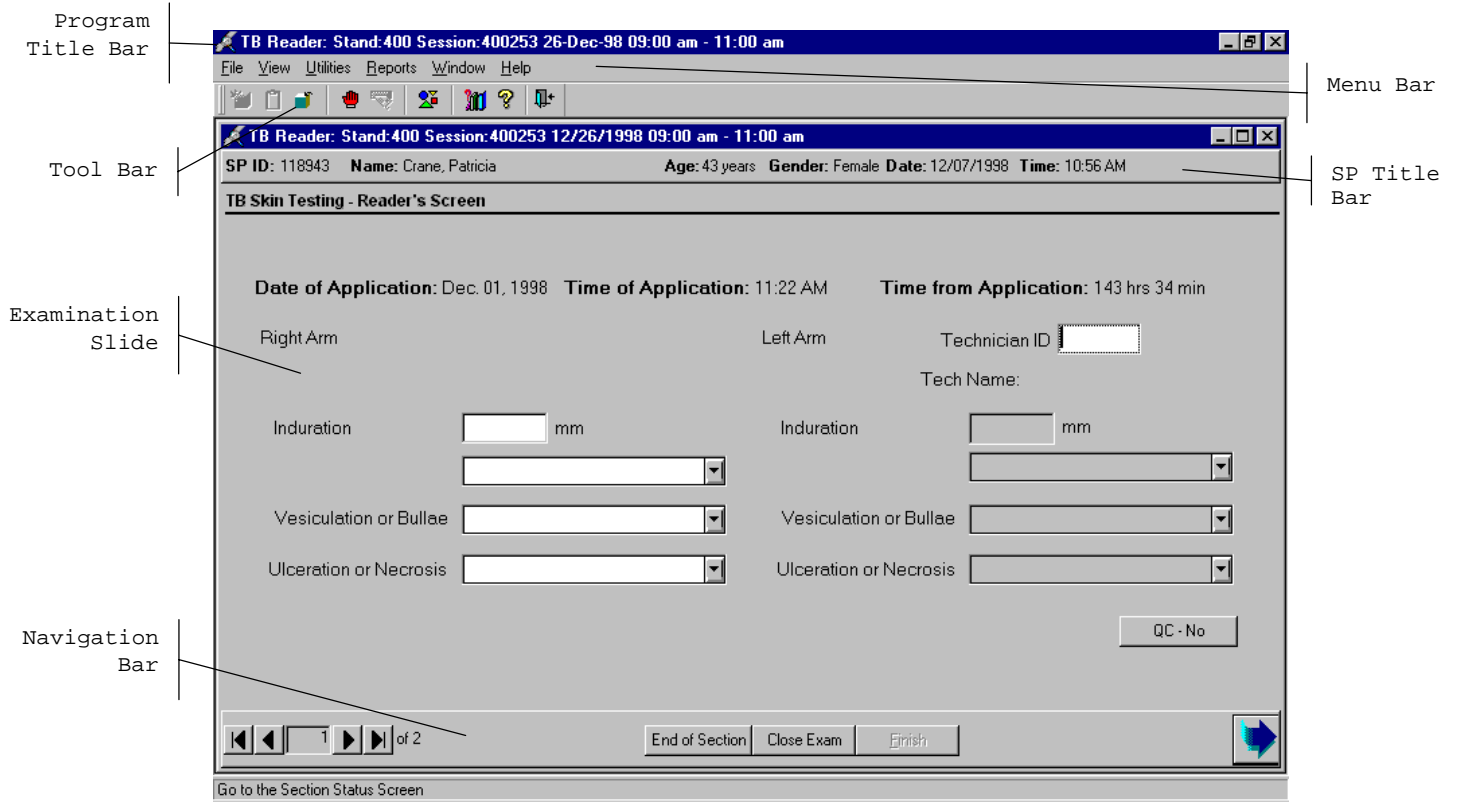 Program
Title Bar
TB Reader: Stand:400 Session:400253 26-Dec-98 09:00 am - 11:00 am
File View Utilities Reports Window Help
Menu Bar
TB Reader: Stand:400 Session:400253 12/26/1998 09:00 am - 11:00 am
Tool Bar
SP ID: 118943 Name: Crane, Patricia Age: 43 years Gender: Female Date: 12/07/1998 Time: 10:56 AM
SP Title
Bar
TB Skin Testing - Reader's Screen
Date of Application: Dec. 01, 1998 Time of Application: 11:22 AM Time from Application: 143 hrs 34 min
Examination
Slide
Right Arm Left Arm Technician ID
Tech Name:
Induration mm Induration mm
Vesiculation or Bullae Vesiculation or Bullae
Ulceration or Necrosis Ulceration or Necrosis
QC - No
Navigation
Bar
1 of 2 End of Section Close Exam Finish
Go to the Section Status Screen